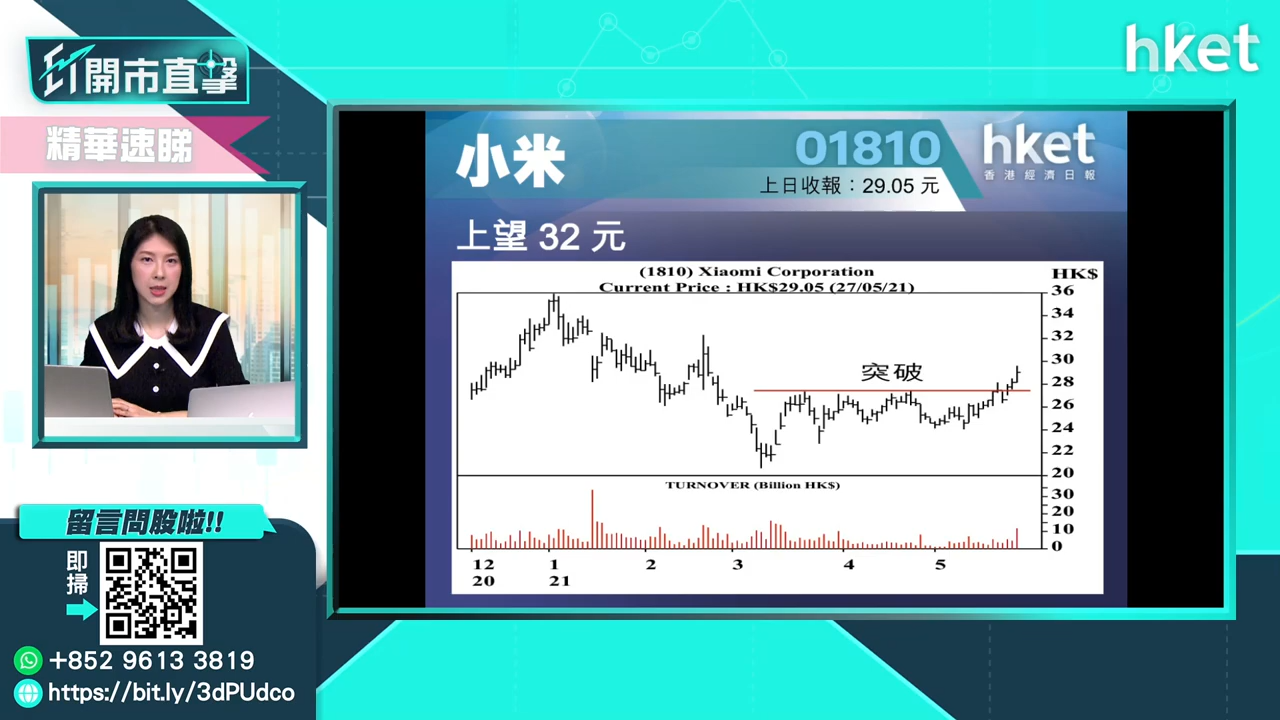 ET開市直擊
hket
精華速睇
小米
01810
hket
香港經濟日報
上日收報：29.05 元
上望 32 元
(1810) Xiaomi Corporation
Current Price : HK$29.05 (27/05/21)
HK$
36
34
32
30
28
26
24
22
20
突破
TURNOVER (Billion HK$)
30
20
10
0
12 1 2 3 4 5
20 21
留言問股啦!!
即掃
+852 9613 3819
https://bit.ly/3dPUdco